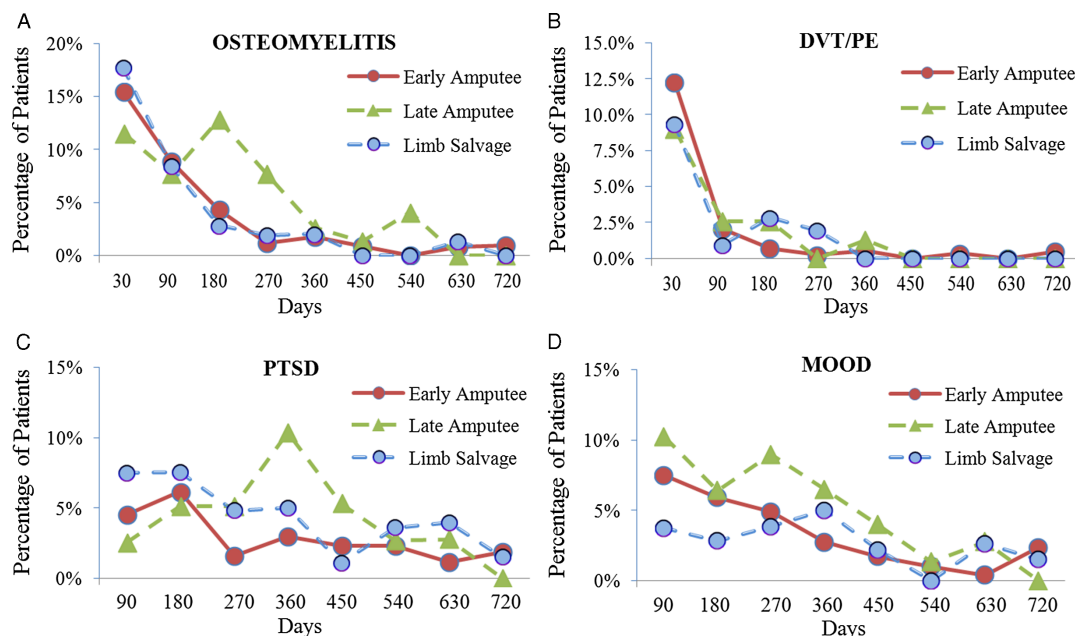 A
OSTEOMYELITIS
Percentage of Patients
20%
15%
10%
5%
0%
Early Amputee
Late Amputee
Limb Salvage
30 90 180 270 360 450 540 630 720
Days
B
DVT/PE
Percentage of Patients
15.0%
12.5%
10.0%
7.5%
5.0%
2.5%
0.0%
Early Amputee
Late Amputee
Limb Salvage
30 90 180 270 360 450 540 630 720
Days
C
PTSD
Percentage of Patients
15%
10%
5%
0%
Early Amputee
Late Amputee
Limb Salvage
90 180 270 360 450 540 630 720
Days
D
MOOD
Percentage of Patients
15%
10%
5%
0%
Early Amputee
Late Amputee
Limb Salvage
90 180 270 360 450 540 630 720
Days